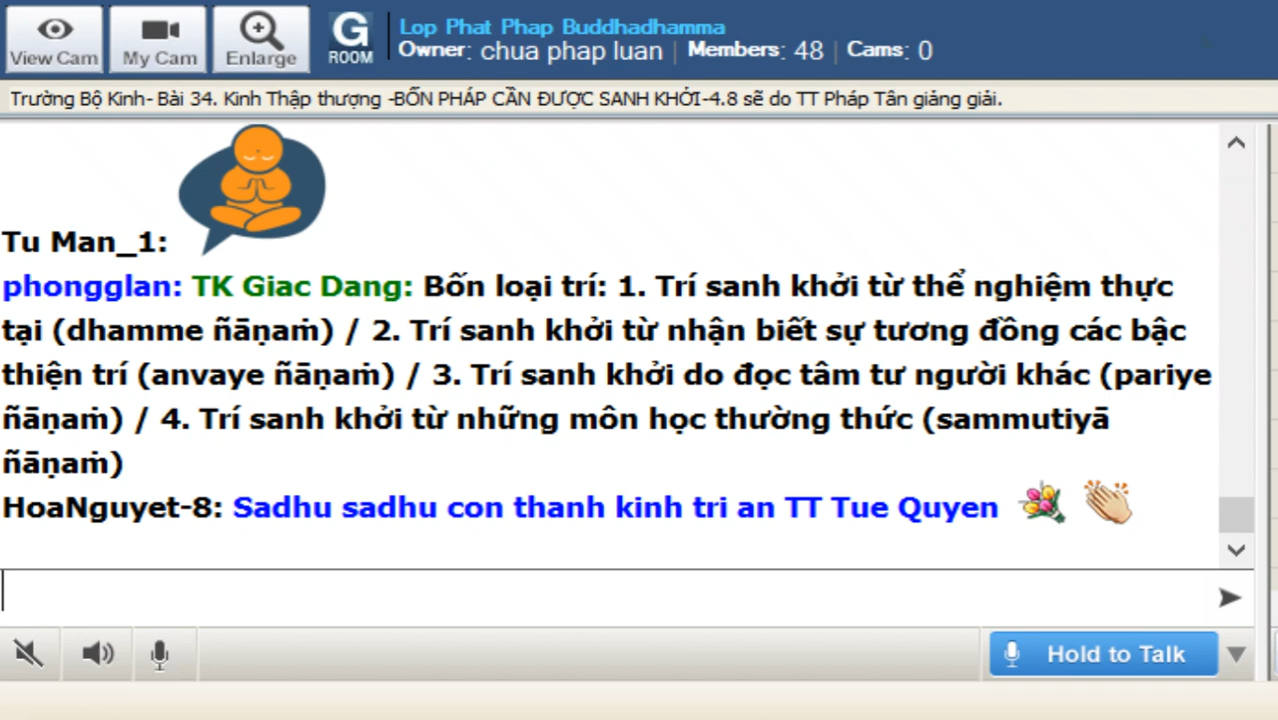 View Cam
My Cam
Enlarge
G
ROOM
Lop Phat Phap Buddhadhamma
Owner: chua phap luan | Members: 48 | Cams: 0
Trường Bộ Kinh- Bài 34. Kinh Thập thượng -BỐN PHÁP CẦN ĐƯỢC SANH KHỞI-4.8 sẽ do TT Pháp Tân giảng giải.
Tu Man_1:
phongglan: TK Giac Dang: Bốn loại trí: 1. Trí sanh khởi từ thể nghiệm thực
tại (dhamme ñāṇaṁ) / 2. Trí sanh khởi từ nhận biết sự tương đồng các bậc
thiện trí (anvaye ñāṇaṁ) / 3. Trí sanh khởi do đọc tâm tư người khác (pariye
ñāṇaṁ) / 4. Trí sanh khởi từ những môn học thường thức (sammutiyā
ñāṇaṁ)
HoaNguyet-8: Sadhu sadhu con thanh kinh tri an TT Tue Quyen
Hold to Talk